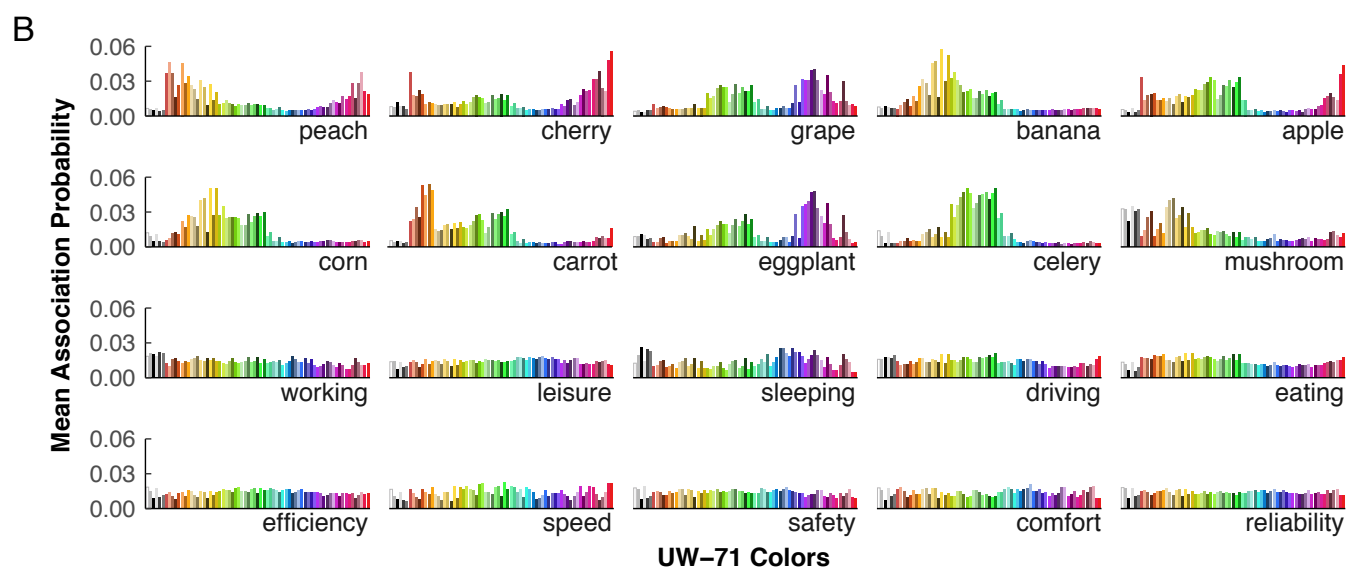 B
Mean Association Probability
0.06
0.03
0.00
peach cherry grape banana apple
0.06
0.03
0.00
corn carrot eggplant celery mushroom
0.06
0.03
0.00
working leisure sleeping driving eating
0.06
0.03
0.00
efficiency speed safety comfort reliability
UW–71 Colors